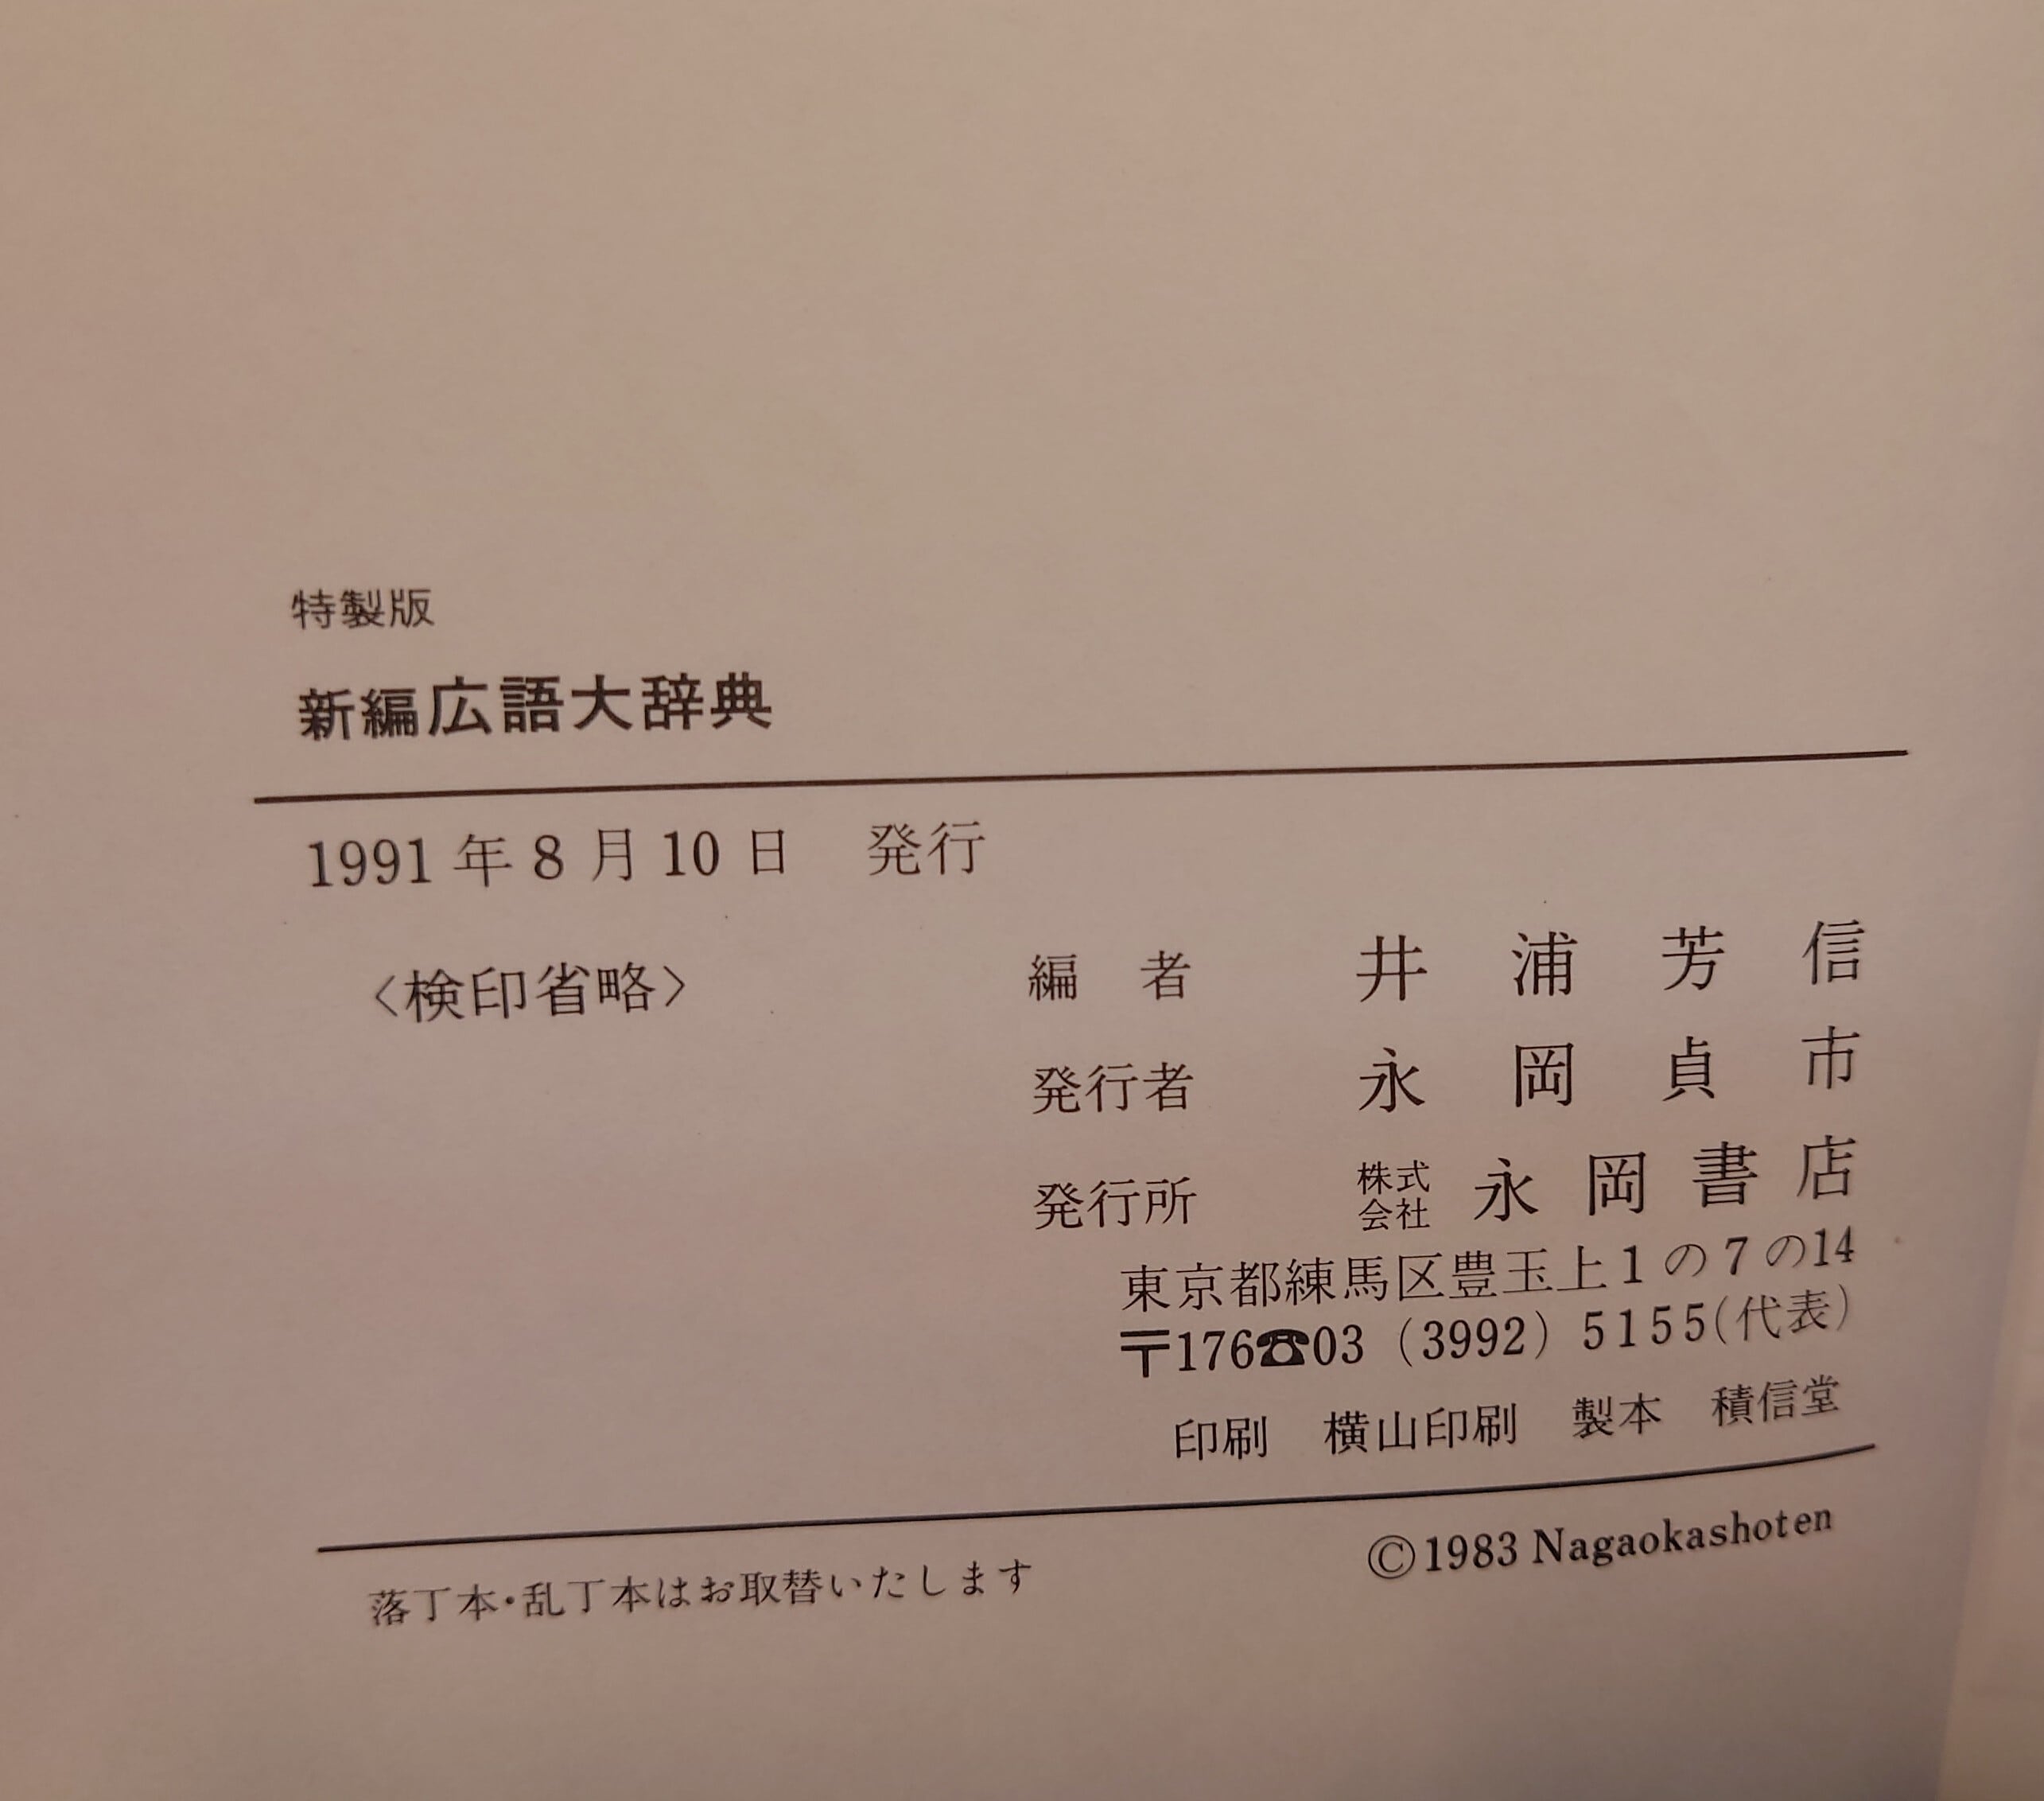 特製版
新編広語大辞典
1991年8月10日 発行
〈検印省略〉
編者 井浦芳信
発行者 永岡貞市
発行所 株式会社 永岡書店
東京都練馬区豊玉上1の7の14
〒176☎03（3992）5155(代表)
印刷 横山印刷 製本 積信堂
©1983 Nagaokashoten
落丁本・乱丁本はお取替いたします